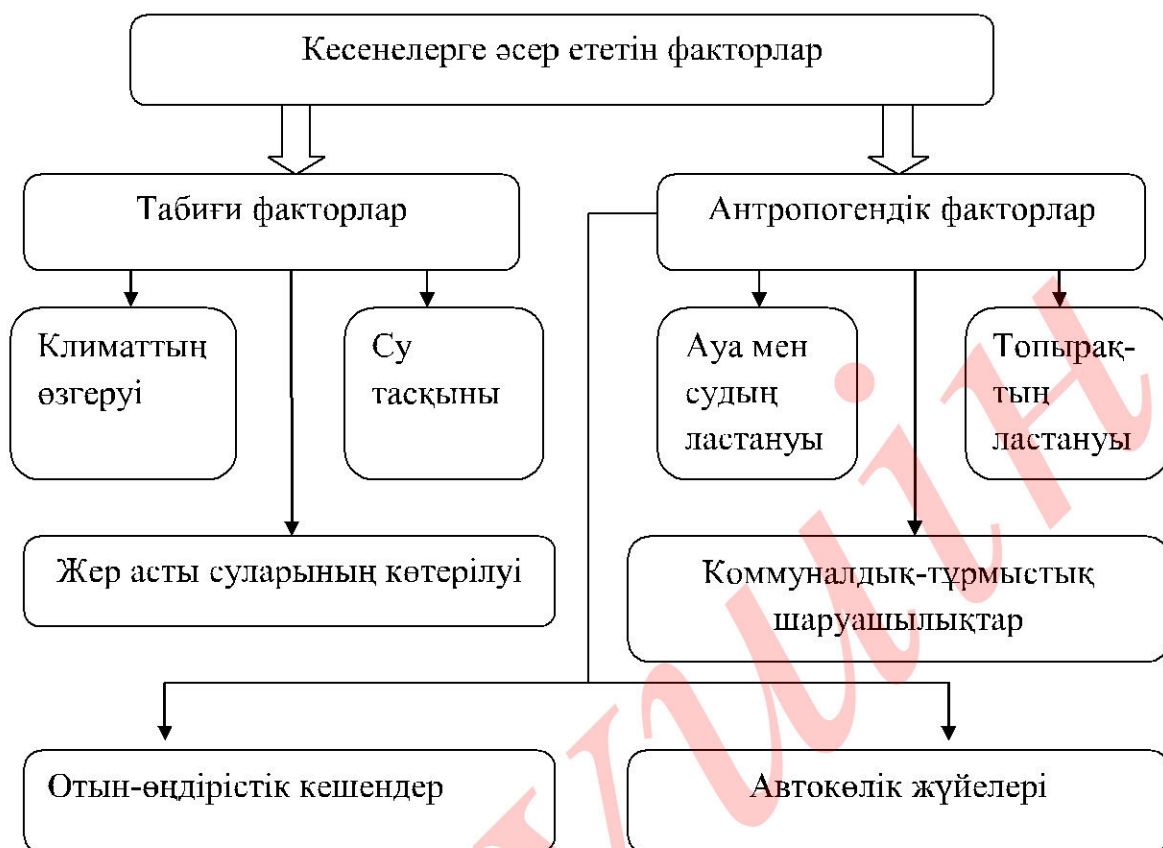 Кесенелерге әсер ететін факторлар
Табиғи факторлар
Антропогендік факторлар
Климаттың
өзгеруі
Су
тасқыны
Ауа мен
судың
ластануы
Топырақ-
тың
ластануы
Жер асты суларының көтерілуі
Коммуналдық-тұрмыстық
шаруашылықтар
Отын-өңдірістік кешендер
Автокөлік жүйелері